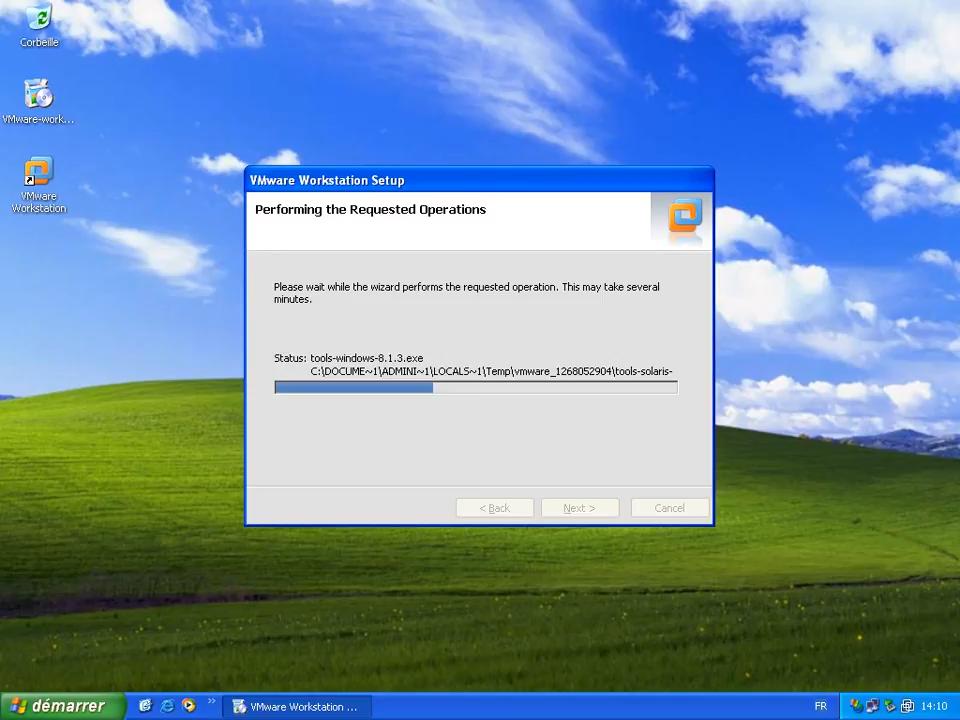 Corbeille
VMware-work...
VMware
Workstation
VMware Workstation Setup
Performing the Requested Operations
Please wait while the wizard performs the requested operation. This may take several
minutes.
Status: tools-windows-8.1.3.exe
C:\DOCUME~1\ADMINI~1\LOCALS~1\Temp\vmware_1268052904\tools-solaris-
< Back
Next >
Cancel
démarrer
VMware Workstation ...
FR
14:10